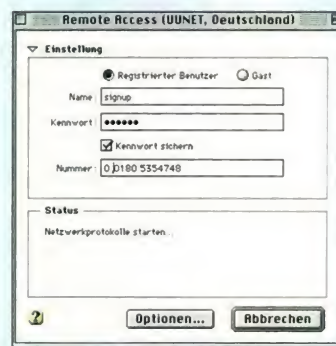 Remote Access (UUNET, Deutschland)
Einstellung
Registrierter Benutzer Gast
Name: signup
Kennwort: ●●●●●●
Kennwort sichern
Nummer: 0,0180 5354748
Status
Netzwerkprotokolle starten...
Optionen... Abbrechen